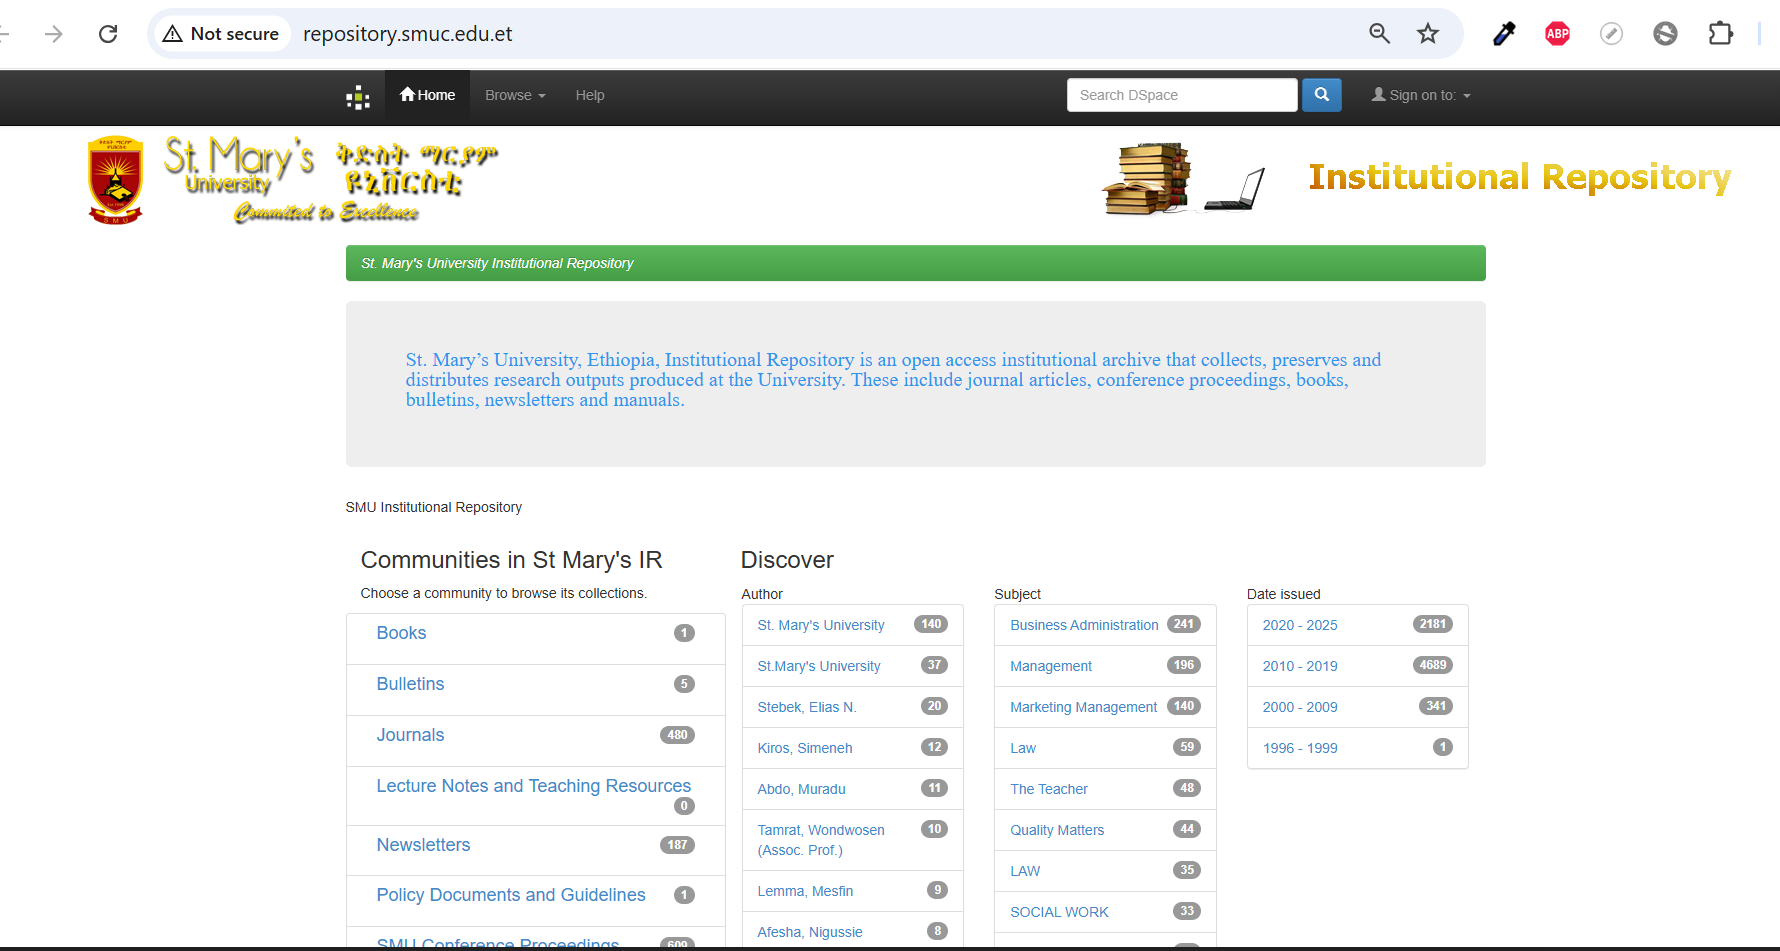 Not secure
repository.smuc.edu.et
ABP
Home
Browse
Help
Search DSpace
Sign on to:
St. Mary's
University
ቅድስት ማርያም
ዩኒቨርስቲ
Committed to Excellence
SMU
Institutional Repository
St. Mary's University Institutional Repository
St. Mary’s University, Ethiopia, Institutional Repository is an open access institutional archive that collects, preserves and
distributes research outputs produced at the University. These include journal articles, conference proceedings, books,
bulletins, newsletters and manuals.
SMU Institutional Repository
Communities in St Mary's IR
Choose a community to browse its collections.
Books 1
Bulletins 5
Journals 480
Lecture Notes and Teaching Resources
0
Newsletters 187
Policy Documents and Guidelines 1
SMU Conference Proceedings 609
Discover
Author
St. Mary's University 140
St.Mary's University 37
Stebek, Elias N. 20
Kiros, Simeneh 12
Abdo, Muradu 11
Tamrat, Wondwosen 10
(Assoc. Prof.)
Lemma, Mesfin 9
Afesha, Nigussie 8
Subject
Business Administration 241
Management 196
Marketing Management 140
Law 59
The Teacher 48
Quality Matters 44
LAW 35
SOCIAL WORK 33
Date issued
2020 - 2025 2181
2010 - 2019 4689
2000 - 2009 341
1996 - 1999 1